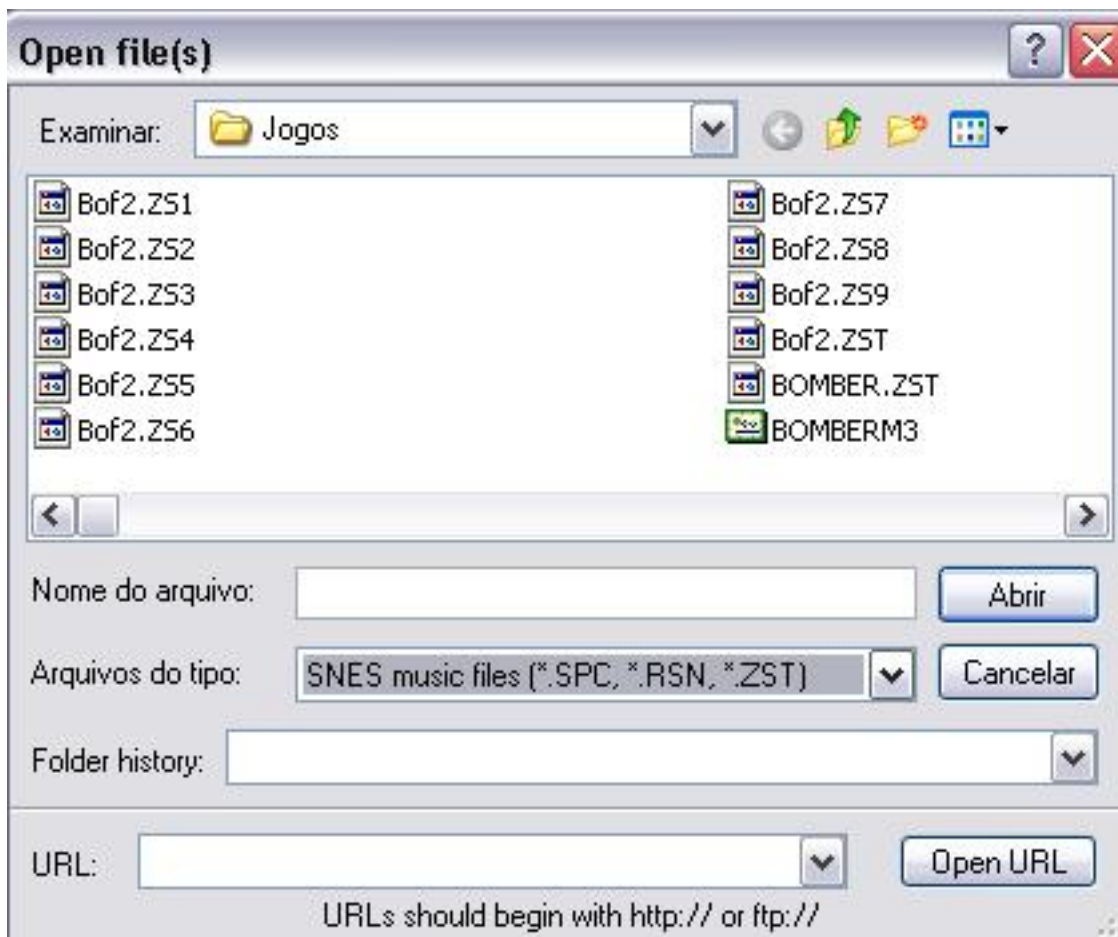 Open file(s)
Examinar: Jogos
Bof2.ZS1
Bof2.ZS2
Bof2.ZS3
Bof2.ZS4
Bof2.ZS5
Bof2.ZS6
Bof2.ZS7
Bof2.ZS8
Bof2.ZS9
Bof2.ZST
BOMBER.ZST
BOMBERM3
Nome do arquivo: Abrir
Arquivos do tipo: SNES music files (*.SPC, *.RSN, *.ZST) Cancelar
Folder history:
URL: Open URL
URLs should begin with http:// or ftp://